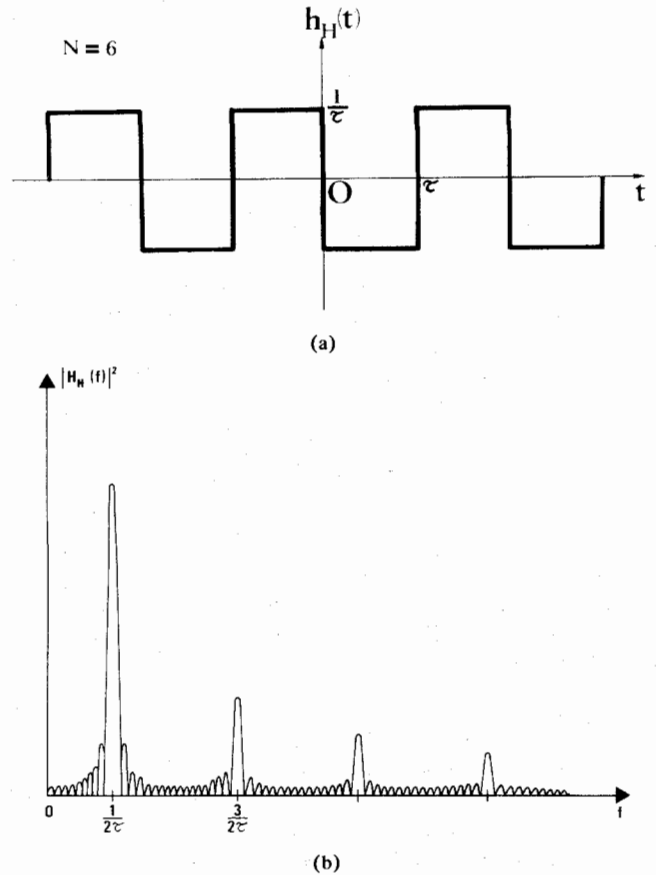 h_H(t)
N = 6
1/τ
O
τ
t
(a)
|H_H (f)|²
0
1/2τ
3/2τ
f
(b)